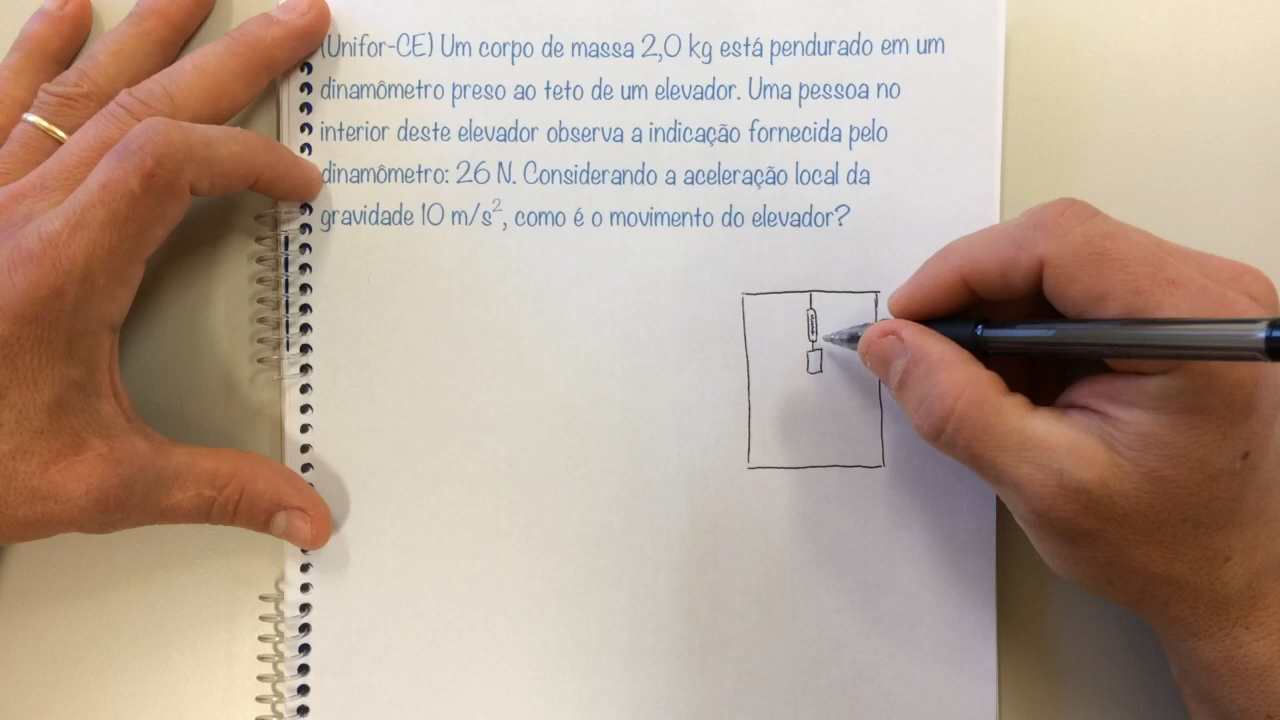 (Unifor-CE) Um corpo de massa 2,0 kg está pendurado em um
dinamômetro preso ao teto de um elevador. Uma pessoa no
interior deste elevador observa a indicação fornecida pelo
dinamômetro: 26 N. Considerando a aceleração local da
gravidade 10 m/s², como é o movimento do elevador?